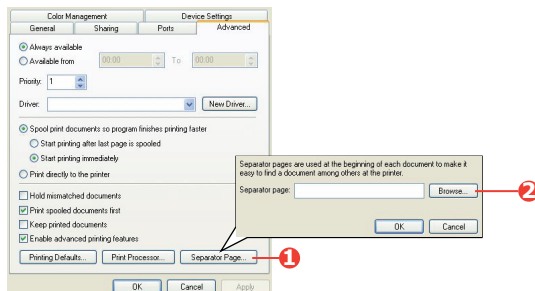 Color Management Device Settings
General Sharing Ports Advanced
Always available
Available from 00:00 To 00:00
Priority: 1
Driver: New Driver...
Spool print documents so program finishes printing faster
Start printing after last page is spooled
Start printing immediately
Print directly to the printer
Hold mismatched documents
Print spooled documents first
Keep printed documents
Enable advanced printing features
Printing Defaults... Print Processor... Separator Page... 1
OK Cancel Apply
Separator pages are used at the beginning of each document to make it
easy to find a document among others at the printer.
Separator page: Browse... 2
OK Cancel